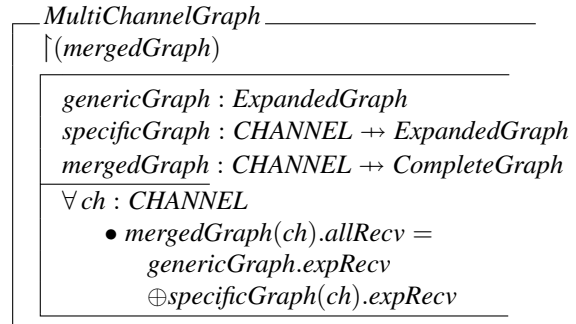 MultiChannelGraph
↾(mergedGraph)
genericGraph : ExpandedGraph
specificGraph : CHANNEL ⇸ ExpandedGraph
mergedGraph : CHANNEL ⇸ CompleteGraph
∀ ch : CHANNEL
• mergedGraph(ch).allRecv =
genericGraph.expRecv
⊕specificGraph(ch).expRecv